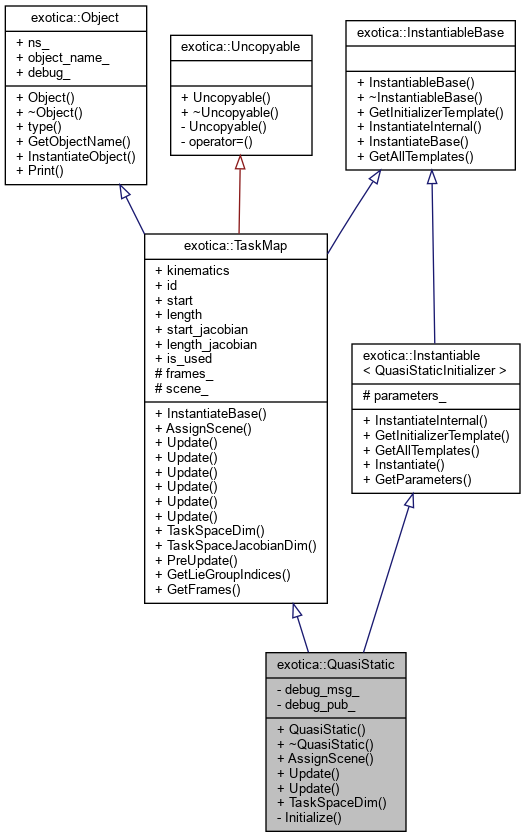 exotica::Object
+ ns_
+ object_name_
+ debug_
+ Object()
+ ~Object()
+ type()
+ GetObjectName()
+ InstantiateObject()
+ Print()
exotica::Uncopyable
+ Uncopyable()
+ ~Uncopyable()
- Uncopyable()
- operator=()
exotica::InstantiableBase
+ InstantiableBase()
+ ~InstantiableBase()
+ GetInitializerTemplate()
+ InstantiateInternal()
+ InstantiateBase()
+ GetAllTemplates()
exotica::TaskMap
+ kinematics
+ id
+ start
+ length
+ start_jacobian
+ length_jacobian
+ is_used
# frames_
# scene_
+ InstantiateBase()
+ AssignScene()
+ Update()
+ Update()
+ Update()
+ Update()
+ Update()
+ Update()
+ TaskSpaceDim()
+ TaskSpaceJacobianDim()
+ PreUpdate()
+ GetLieGroupIndices()
+ GetFrames()
exotica::Instantiable
< QuasiStaticInitializer >
# parameters_
+ InstantiateInternal()
+ GetInitializerTemplate()
+ GetAllTemplates()
+ Instantiate()
+ GetParameters()
exotica::QuasiStatic
- debug_msg_
- debug_pub_
+ QuasiStatic()
+ ~QuasiStatic()
+ AssignScene()
+ Update()
+ Update()
+ TaskSpaceDim()
- Initialize()